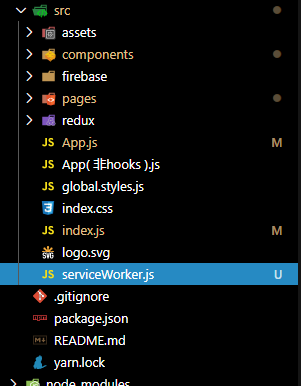 src
assets
components
firebase
pages
redux
JS App.js M
JS App( 非hooks ).js
JS global.styles.js
index.css
JS index.js M
SVG logo.svg
JS serviceWorker.js U
.gitignore
package.json
README.md
yarn.lock
node_modules